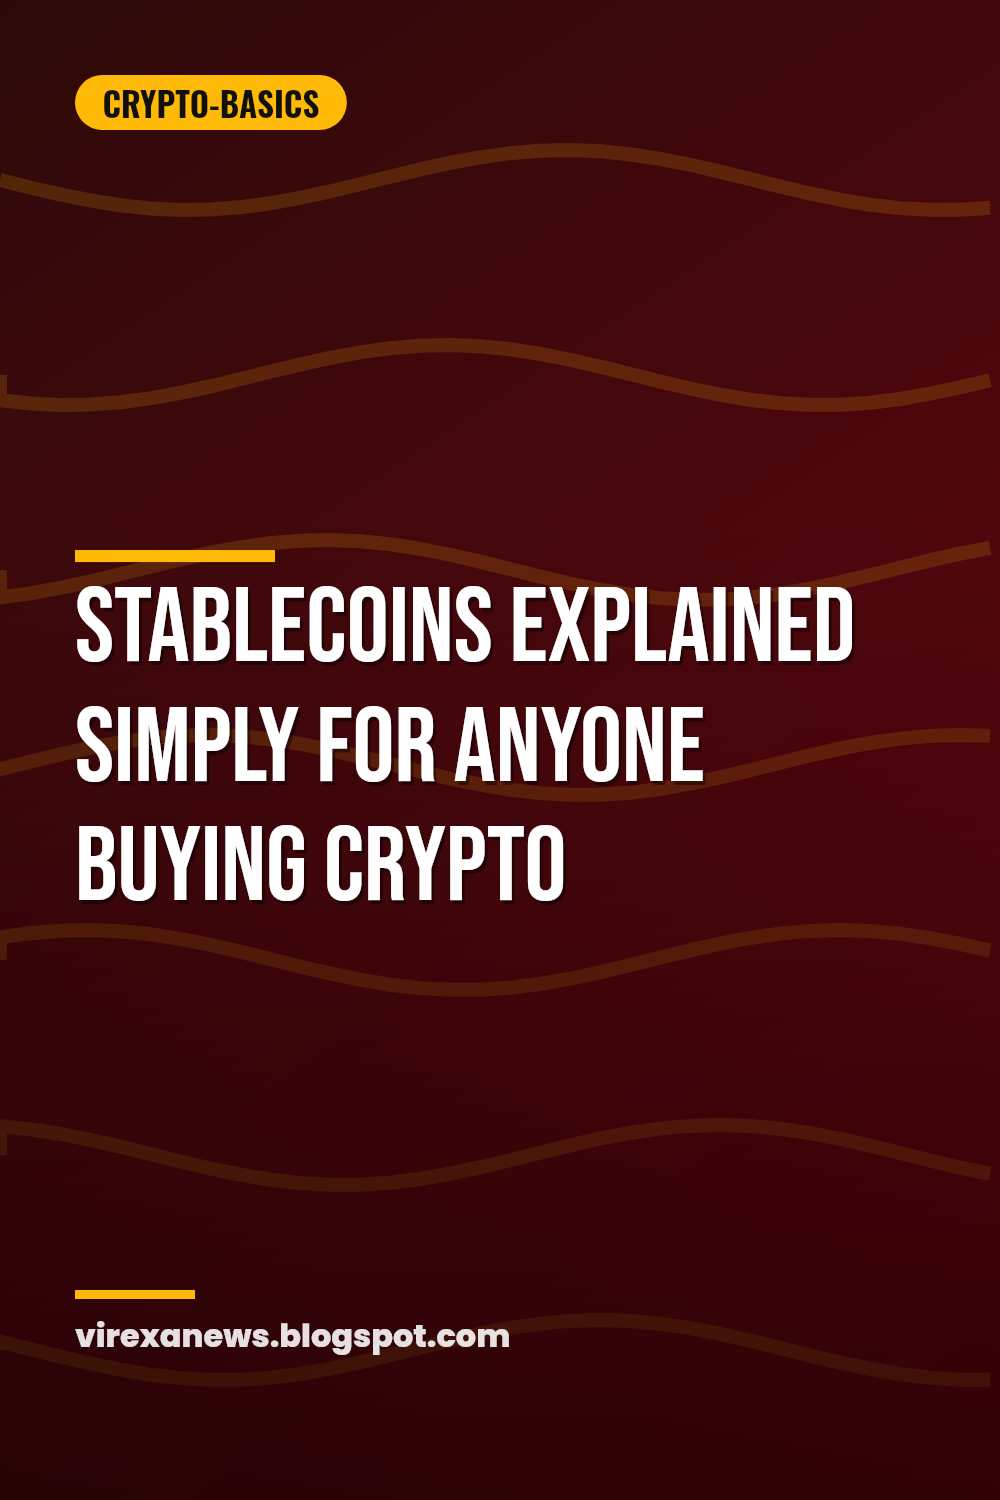 CRYPTO-BASICS
STABLECOINS EXPLAINED
SIMPLY FOR ANYONE
BUYING CRYPTO
virexanews.blogspot.com